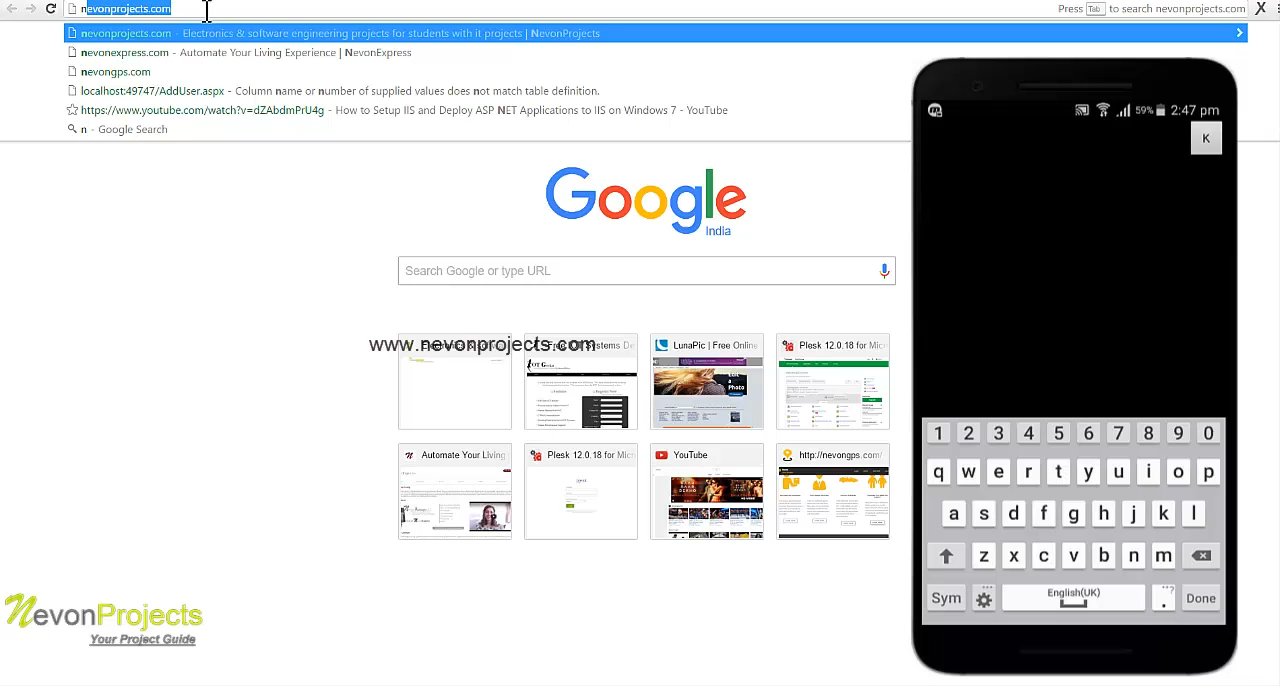 nevonprojects.com
Press Tab to search nevonprojects.com
X
nevonprojects.com - Electronics & software engineering projects for students with it projects | NevonProjects
nevonexpress.com - Automate Your Living Experience | NevonExpress
nevongps.com
localhost:49747/AddUser.aspx - Column name or number of supplied values does not match table definition.
https://www.youtube.com/watch?v=dZAbdmPrU4g - How to Setup IIS and Deploy ASP NET Applications to IIS on Windows 7 - YouTube
n - Google Search
59% 2:47 pm
K
Google
India
Search Google or type URL
www.nevonprojects.com
LunaPic | Free Online
Plesk 12.0.18 for Micr
Automate Your Living
Plesk 12.0.18 for Mic
YouTube
http://nevongps.com/
1 2 3 4 5 6 7 8 9 0
q w e r t y u i o p
a s d f g h j k l
z x c v b n m
Sym English(UK) . Done
NevonProjects
Your Project Guide